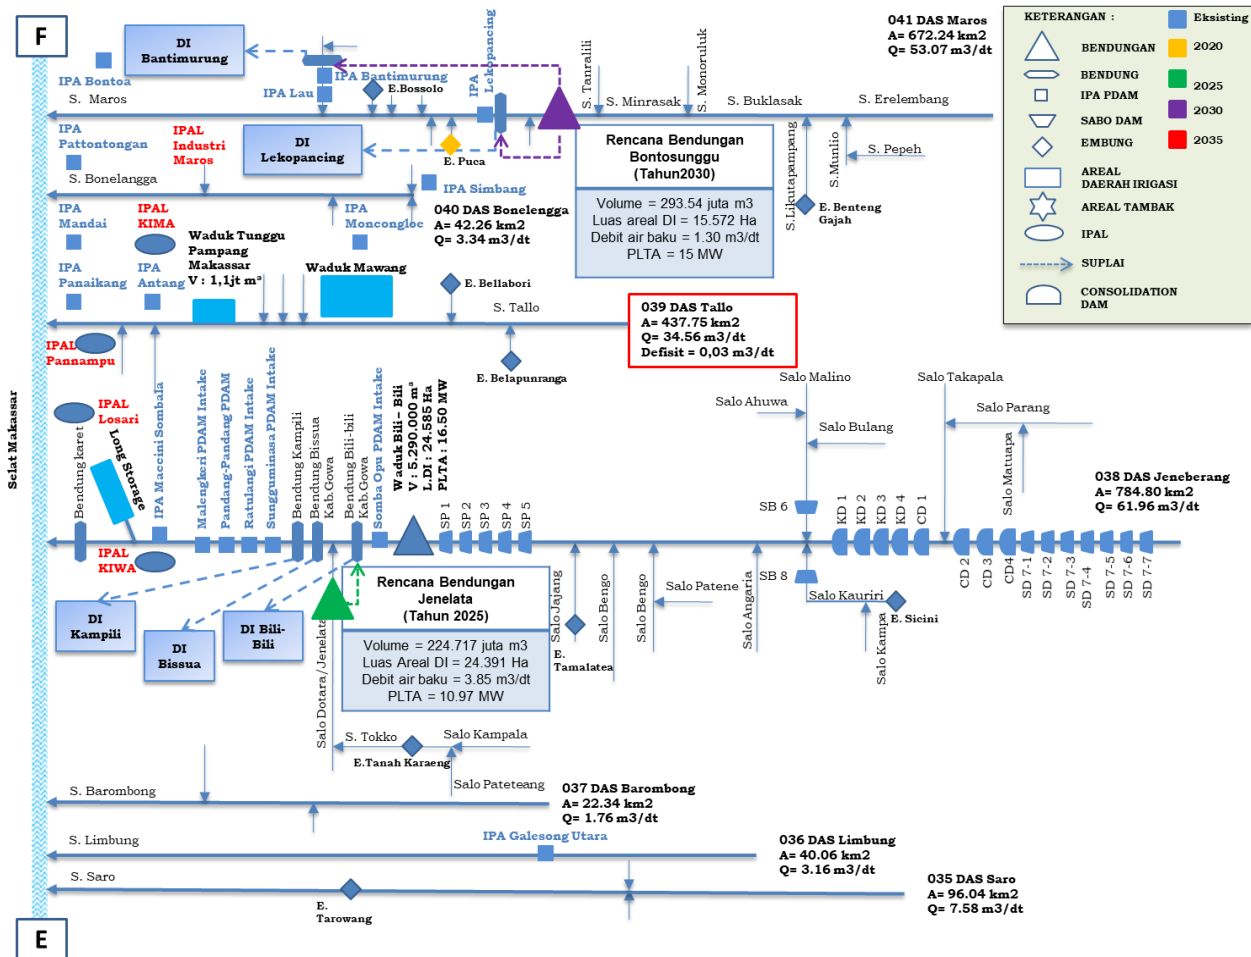 F
DI
Bantimurung
IPA Bontoa
IPA Lau
IPA Bantimurung
E.Bossolo
IPA
Lekopancing
S. Maros
S. Tanralili
S. Minrasak
S. Monoruluk
S. Buklasak
S. Erelembang
041 DAS Maros
A= 672.24 km2
Q= 53.07 m3/dt
IPA
Pattontongan
IPAL
Industri
Maros
DI
Lekopancing
E. Puca
Rencana Bendungan
Bontosunggu
(Tahun2030)
Volume = 293.54 juta m3
Luas areal DI = 15.572 Ha
Debit air baku = 1.30 m3/dt
PLTA = 15 MW
S.Likutapampang
S.Munlio
S. Pepeh
E. Benteng
Gajah
S. Bonelangga
IPA Simbang
040 DAS Bonelengga
A= 42.26 km2
Q= 3.34 m3/dt
IPA
Mandai
IPAL
KIMA
IPA
Moncongloe
Waduk Tunggu
Pampang
Makassar
V : 1,1jt m³
Waduk Mawang
IPA
Panaikang
IPA
Antang
E. Bellabori
S. Tallo
039 DAS Tallo
A= 437.75 km2
Q= 34.56 m3/dt
Defisit = 0,03 m3/dt
IPAL
Pannampu
E. Belapunranga
KETERANGAN :
BENDUNGAN
BENDUNG
IPA PDAM
SABO DAM
EMBUNG
AREAL
DAERAH IRIGASI
AREAL TAMBAK
IPAL
SUPLAI
CONSOLIDATION
DAM
Eksisting
2020
2025
2030
2035
Selat Makassar
IPAL
Losari
Bendung karet
Long Storage
IPA Maccini Sombala
IPAL
KIWA
Malengkeri PDAM Intake
Pandang-Pandang PDAM
Ratulangi PDAM Intake
Sungguminasa PDAM Intake
Bendung Kampili
Bendung Bissua
Kab.Gowa
Bendung Bili-bili
Kab.Gowa
Somba Opu PDAM Intake
Waduk Bili – Bili
V : 5.290.000 m³
L.DI : 24.585 Ha
PLTA : 16.50 MW
SP 1
SP 2
SP 3
SP 4
SP 5
Salo Malino
Salo Ahuwa
Salo Bulang
SB 6
SB 8
KD 1
KD 2
KD 3
KD 4
CD 1
Salo Takapala
Salo Parang
Salo Matuapa
CD 2
CD 3
CD4
SD 7-1
SD 7-2
SD 7-3
SD 7-4
SD 7-5
SD 7-6
SD 7-7
038 DAS Jeneberang
A= 784.80 km2
Q= 61.96 m3/dt
DI
Kampili
DI
Bissua
DI Bili-
Bili
Salo Dotara/Jenelata
Rencana Bendungan
Jenelata
(Tahun 2025)
Volume = 224.717 juta m3
Luas Areal DI = 24.391 Ha
Debit air baku = 3.85 m3/dt
PLTA = 10.97 MW
Salo Jajang
E.
Tamalatea
Salo Bengo
Salo Bengo
Salo Patene
Salo Angaria
Salo Kauriri
Salo Kampa
E. Sicini
S. Tokko
Salo Kampala
E.Tanah Karaeng
Salo Pateteang
S. Barombong
037 DAS Barombong
A= 22.34 km2
Q= 1.76 m3/dt
S. Limbung
IPA Galesong Utara
036 DAS Limbung
A= 40.06 km2
Q= 3.16 m3/dt
S. Saro
E.
Tarowang
035 DAS Saro
A= 96.04 km2
Q= 7.58 m3/dt
E